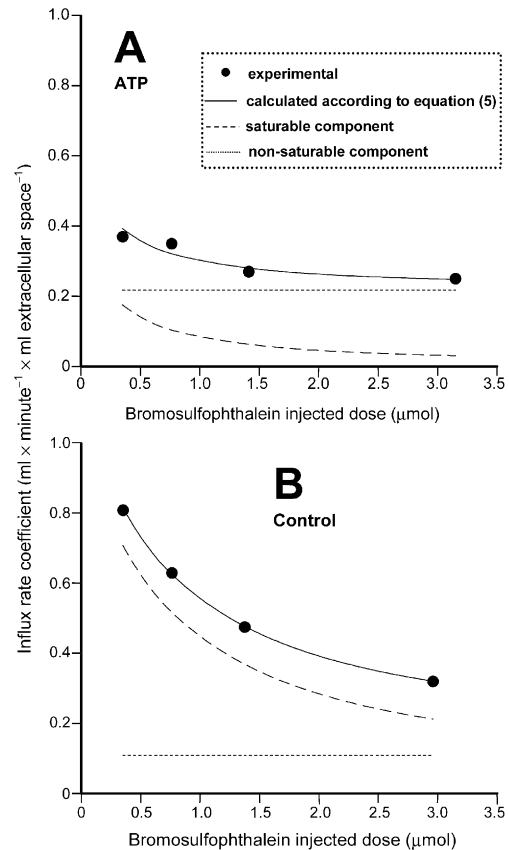 1.0
A
ATP
0.8
experimental
calculated according to equation (5)
saturable component
non-saturable component
0.6
0.4
0.2
0
0 0.5 1.0 1.5 2.0 2.5 3.0 3.5
Bromosulfophthalein injected dose (μmol)
Influx rate coefficient (ml × minute⁻¹ × ml extracellular space⁻¹)
1.0
B
Control
0.8
0.6
0.4
0.2
0
0 0.5 1.0 1.5 2.0 2.5 3.0 3.5
Bromosulfophthalein injected dose (μmol)